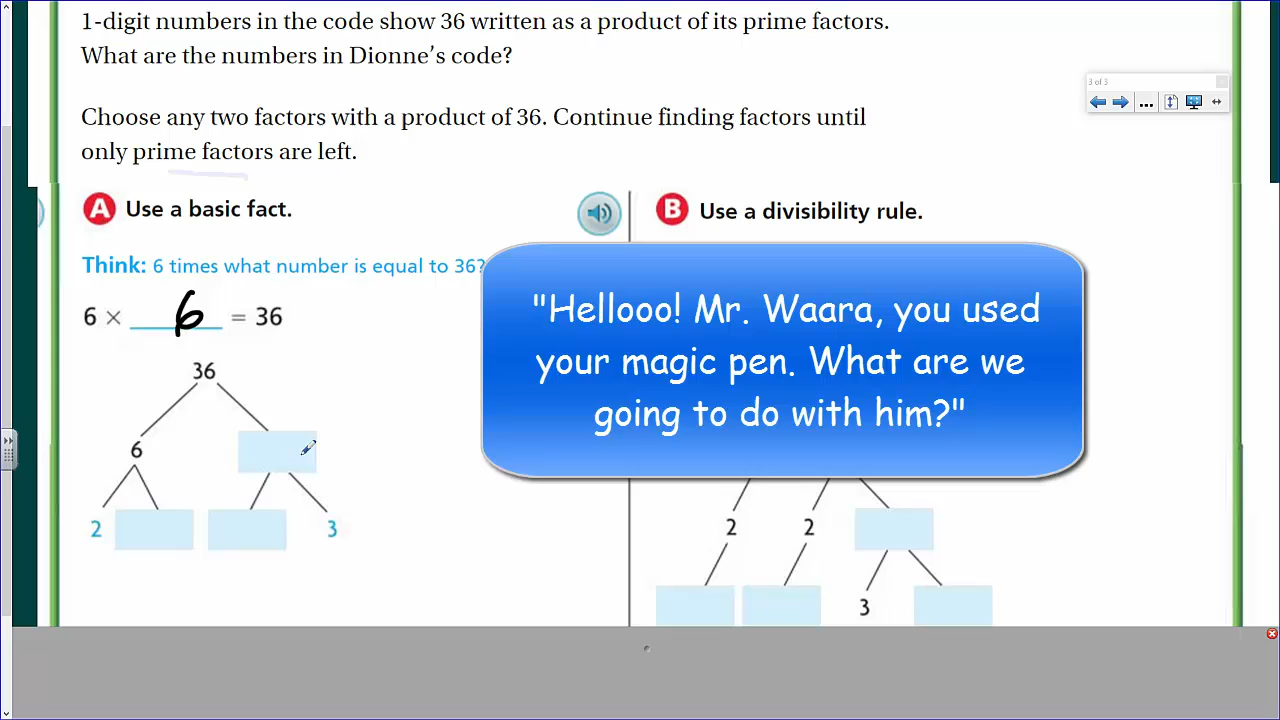 1-digit numbers in the code show 36 written as a product of its prime factors.
What are the numbers in Dionne's code?
3 of 3
Choose any two factors with a product of 36. Continue finding factors until
only prime factors are left.
A Use a basic fact.
Think: 6 times what number is equal to 36?
6 × 6 = 36
36
6
2 3
B Use a divisibility rule.
"Hellooo! Mr. Waara, you used
your magic pen. What are we
going to do with him?"
2 2
3